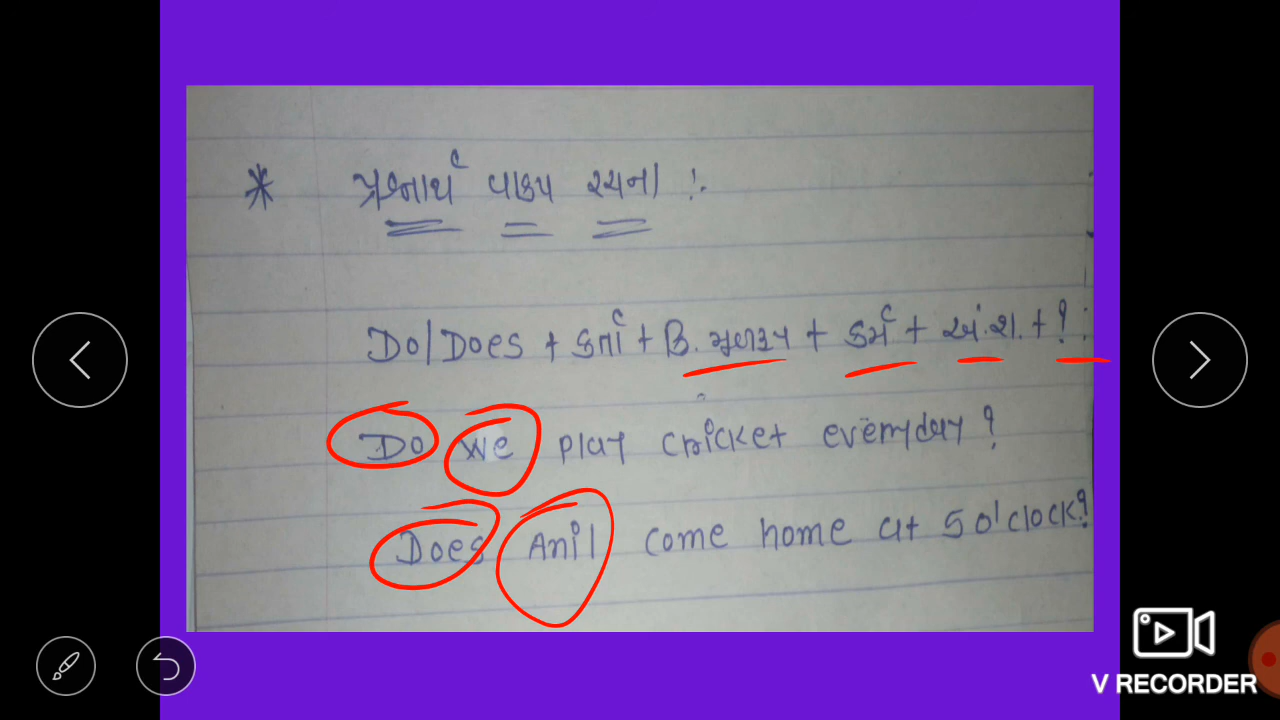 * પ્રશ્નાર્થ વાક્ય રચના :.
Do/Does + કર્તા + ક્રિ. મુળરૂપ + કર્મ + અં.શ. + ?.
Do we play cricket everyday?
Does Anil come home at 5 o'clock?
V RECORDER